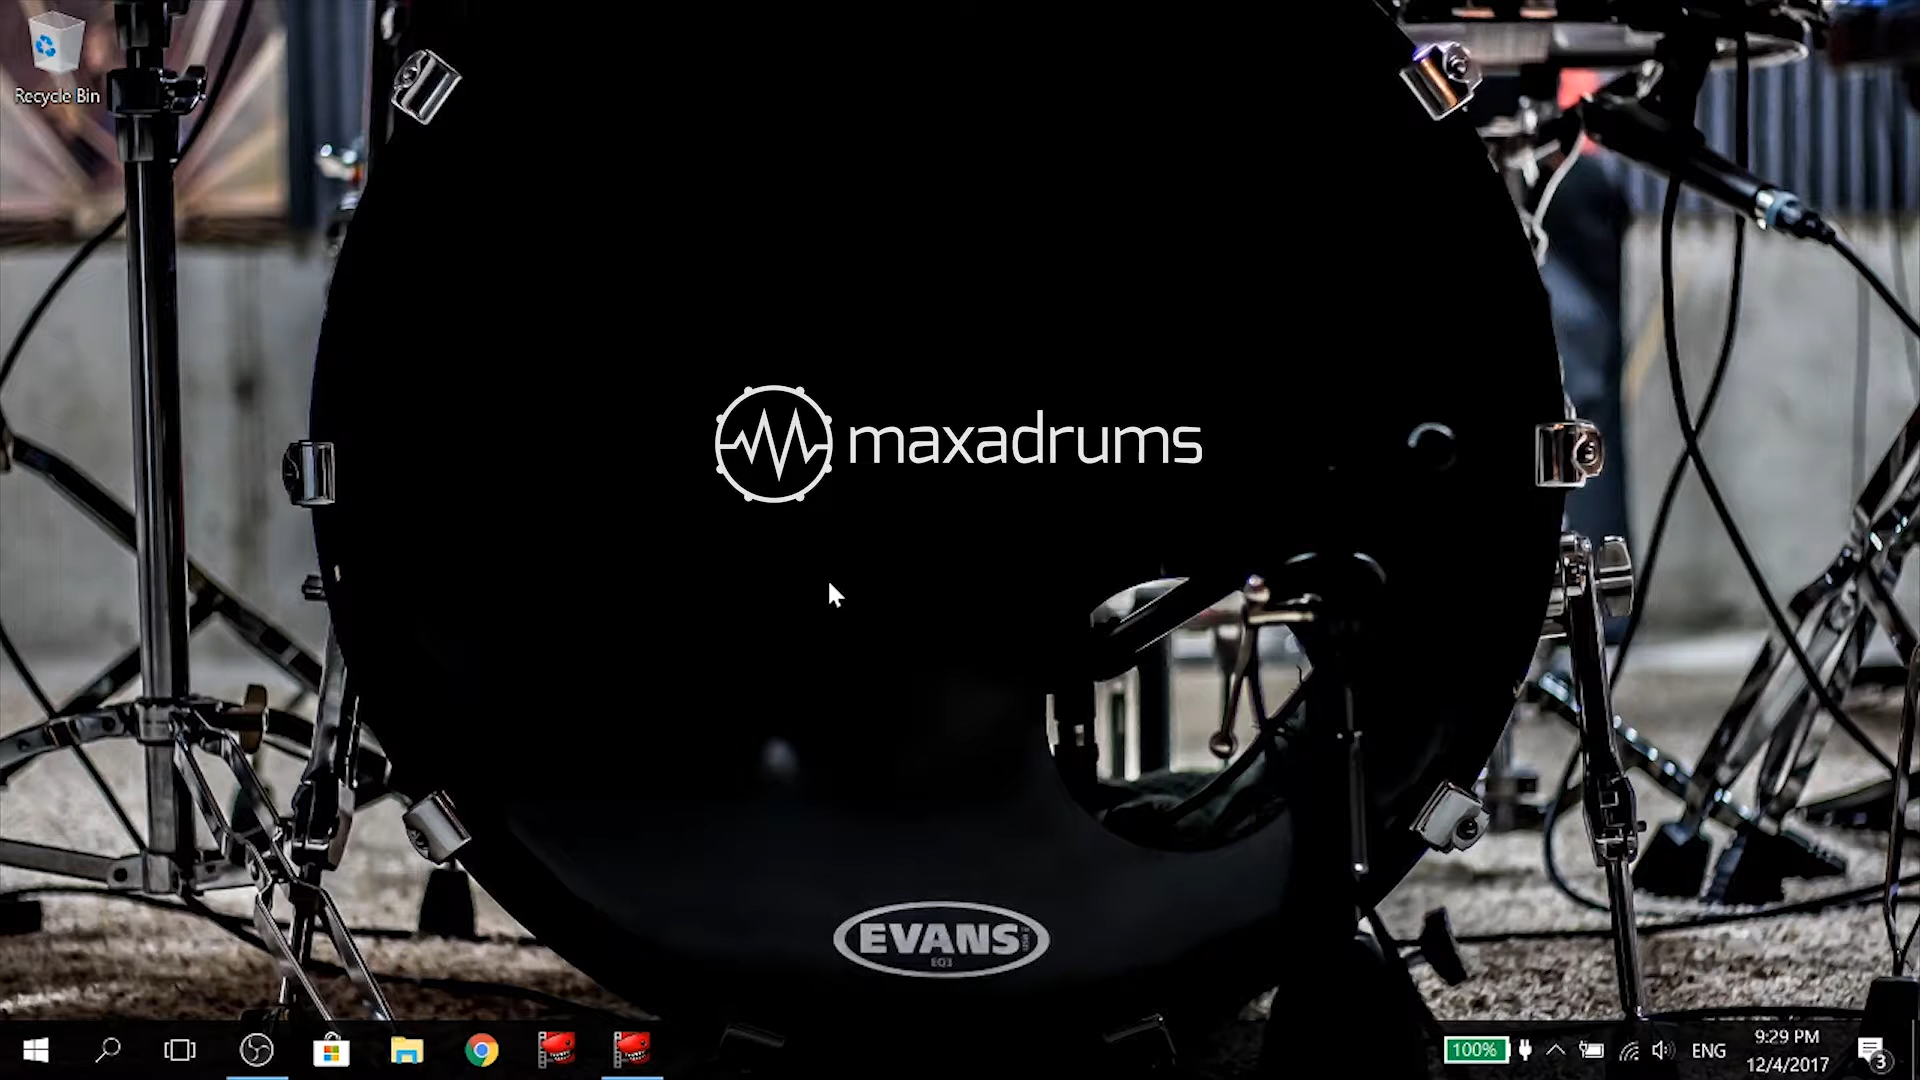 Recycle Bin
maxadrums
EVANS
EQ3
100%
ENG
9:29 PM
12/4/2017
3